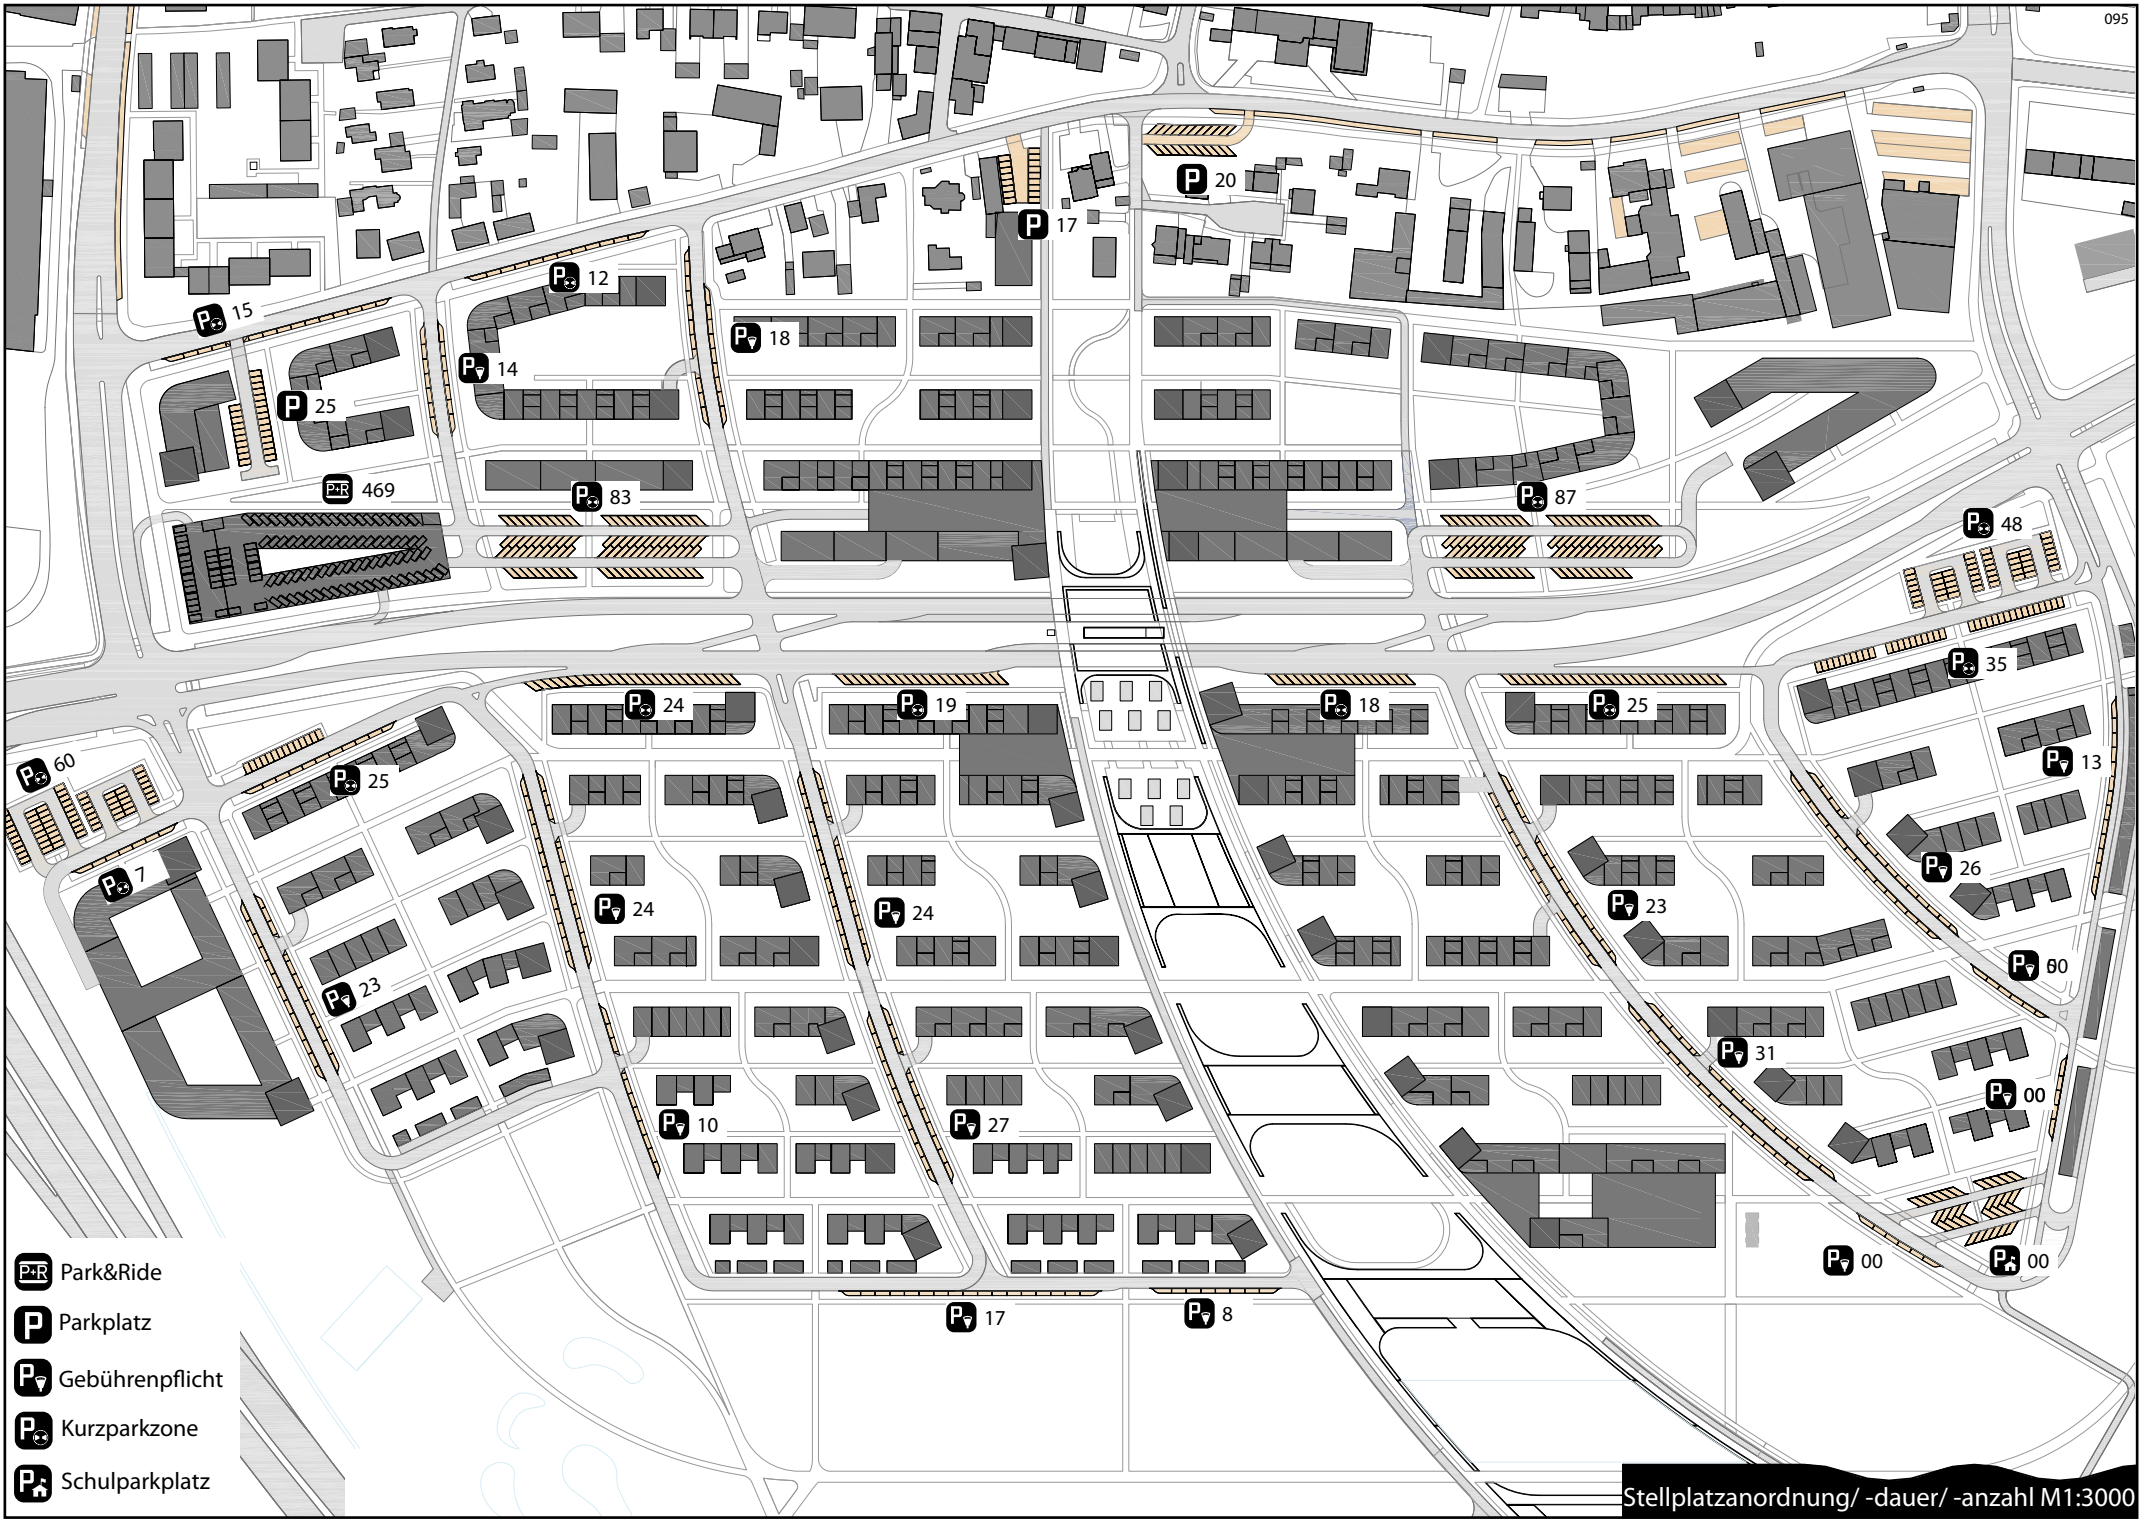 095
P 20
P 17
P 12
P 15
P 18
P 14
P 25
P+R 469
P 83
P 87
P 48
P 35
P 24
P 19
P 18
P 25
P 13
P 60
P 25
P 7
P 26
P 24
P 24
P 23
P 23
P
P 31
P 00
P 10
P 27
P 00
P 00
P 17
P 8
P+R Park&Ride
P Parkplatz
P Gebührenpflicht
P Kurzparkzone
P Schulparkplatz
Stellplatzanordnung/ -dauer/ -anzahl M1:3000